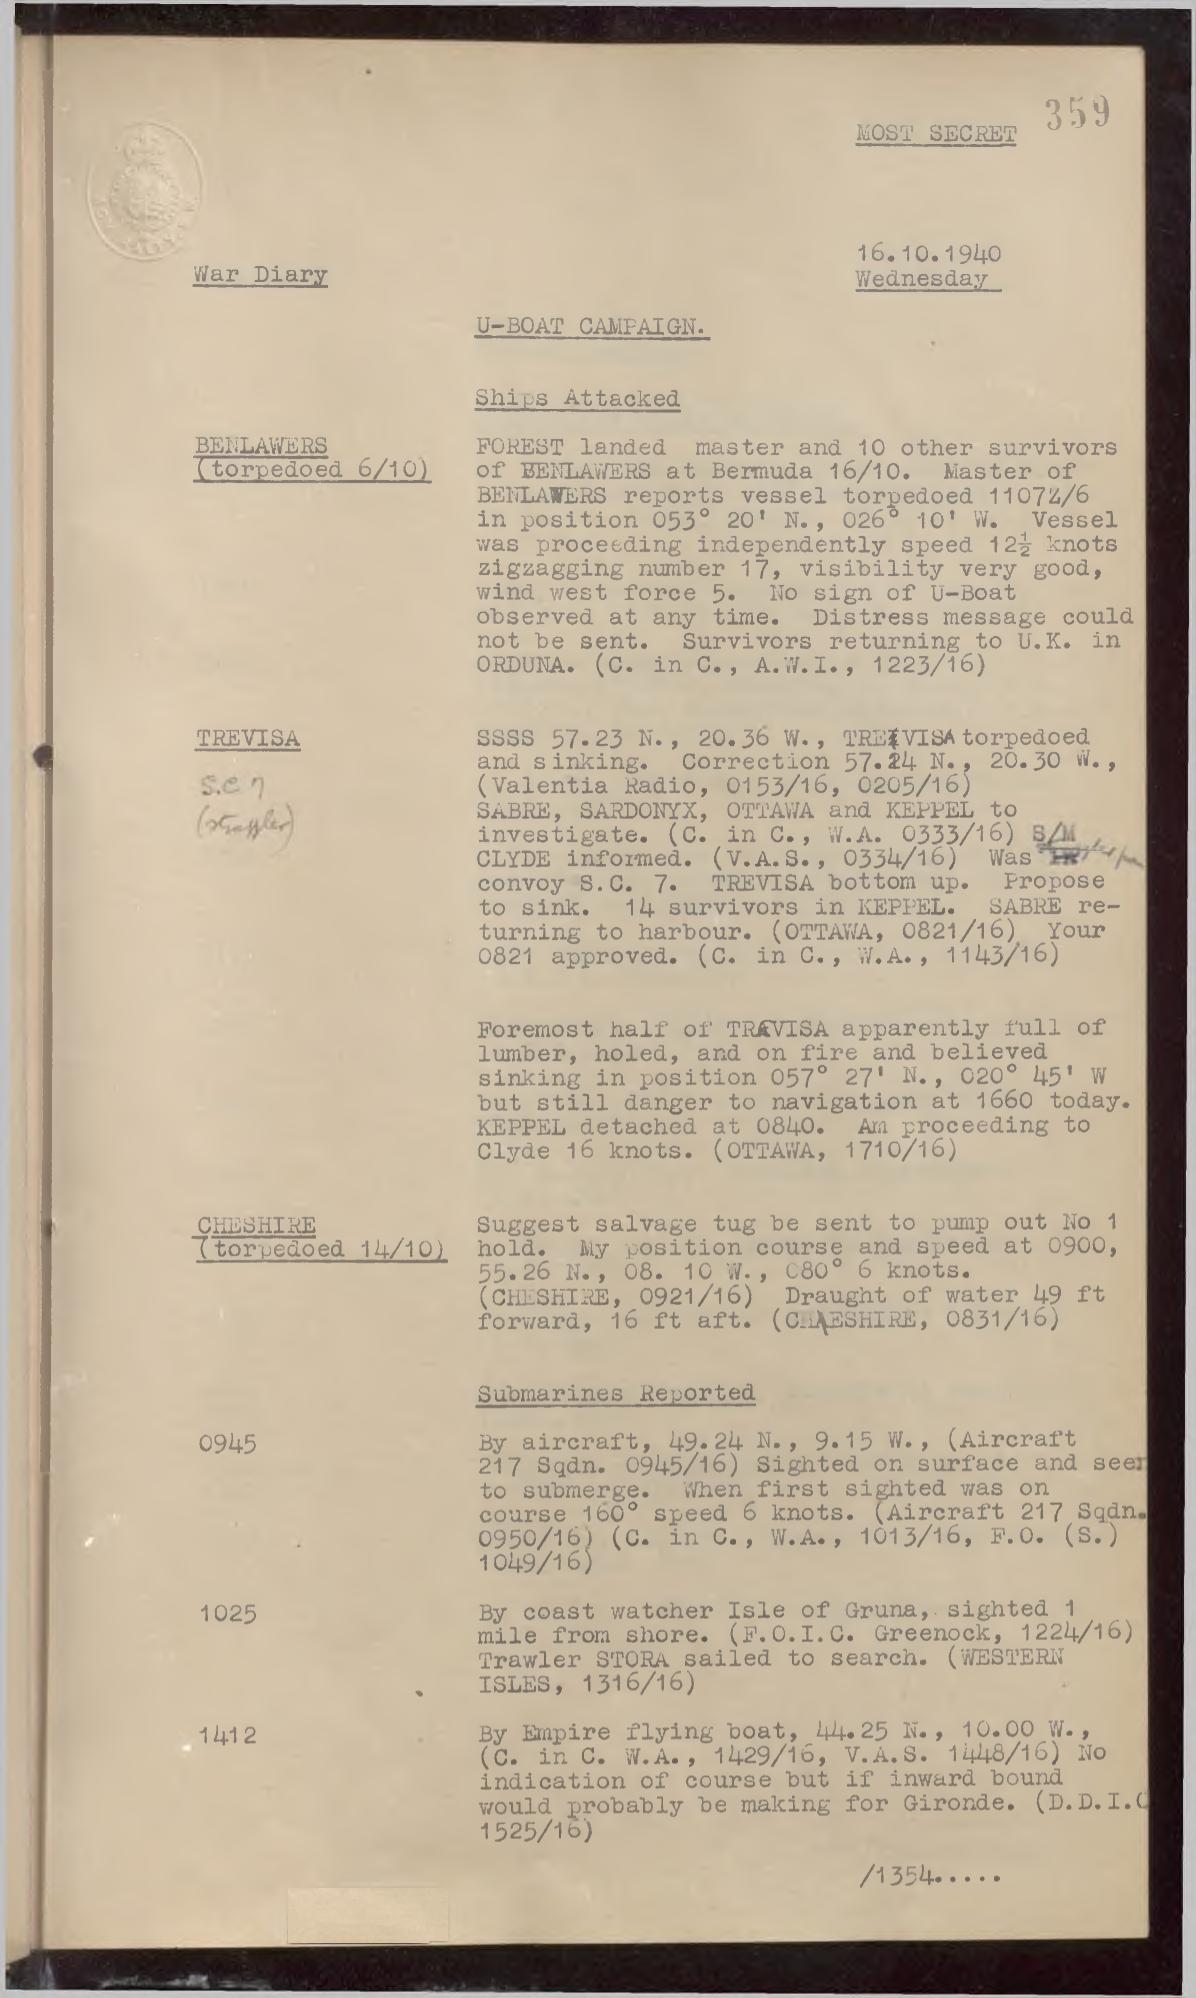 359
MOST SECRET
16.10.1940
War Diary
Wednesday
U-BOAT CAMPAIGN.
Ships Attacked
BENLAWERS
(torpedoed 6/10)
FOREST landed master and 10 other survivors
of BENLAWERS at Bermuda 16/10. Master of
BENLAWERS reports vessel torpedoed 1107Z/6
in position 053° 20' N., 026° 10' W. Vessel
was proceeding independently speed 12½ knots
zigzagging number 17, visibility very good,
wind west force 5. No sign of U-Boat
observed at any time. Distress message could
not be sent. Survivors returning to U.K. in
ORDUNA. (C. in C., A.W.I., 1223/16)
TREVISA
S.C 7
(straggler)
SSSS 57.23 N., 20.36 W., TREVISA torpedoed
and sinking. Correction 57.24 N., 20.30 W.,
(Valentia Radio, 0153/16, 0205/16)
SABRE, SARDONYX, OTTAWA and KEPPEL to
investigate. (C. in C., W.A. 0333/16) S/M
CLYDE informed. (V.A.S., 0334/16) Was straggler from
convoy S.C. 7. TREVISA bottom up. Propose
to sink. 14 survivors in KEPPEL. SABRE re-
turning to harbour. (OTTAWA, 0821/16) Your
0821 approved. (C. in C., W.A., 1143/16)
Foremost half of TREVISA apparently full of
lumber, holed, and on fire and believed
sinking in position 057° 27' N., 020° 45' W
but still danger to navigation at 1660 today.
KEPPEL detached at 0840. Am proceeding to
Clyde 16 knots. (OTTAWA, 1710/16)
CHESHIRE
(torpedoed 14/10)
Suggest salvage tug be sent to pump out No 1
hold. My position course and speed at 0900,
55.26 N., 08. 10 W., 080° 6 knots.
(CHESHIRE, 0921/16) Draught of water 49 ft
forward, 16 ft aft. (CHESHIRE, 0831/16)
Submarines Reported
0945
By aircraft, 49.24 N., 9.15 W., (Aircraft
217 Sqdn. 0945/16) Sighted on surface and seen
to submerge. When first sighted was on
course 160° speed 6 knots. (Aircraft 217 Sqdn.
0950/16) (C. in C., W.A., 1013/16, F.O. (S.)
1049/16)
1025
By coast watcher Isle of Gruna, sighted 1
mile from shore. (F.O.I.C. Greenock, 1224/16)
Trawler STORA sailed to search. (WESTERN
ISLES, 1316/16)
1412
By Empire flying boat, 44.25 N., 10.00 W.,
(C. in C. W.A., 1429/16, V.A.S. 1448/16) No
indication of course but if inward bound
would probably be making for Gironde. (D.D.I.C
1525/16)
/1354.....